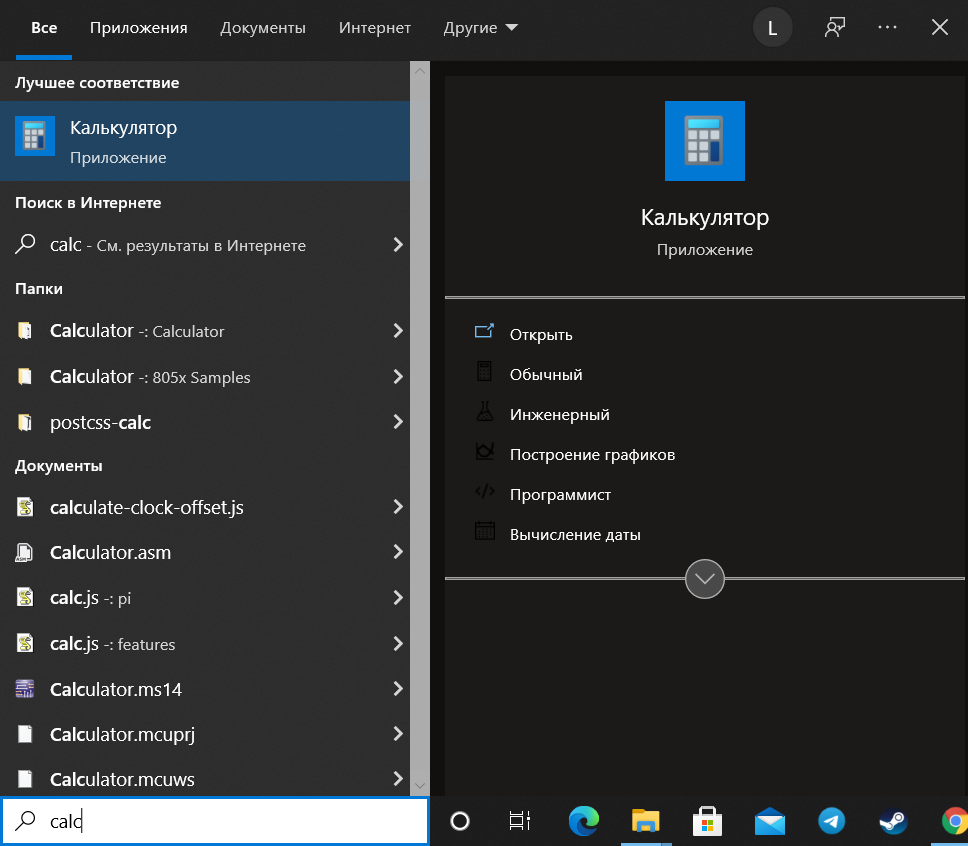 Все Приложения Документы Интернет Другие L
Лучшее соответствие
Калькулятор
Приложение
Поиск в Интернете
calc - См. результаты в Интернете
Папки
Calculator -: Calculator
Calculator -: 805x Samples
postcss-calc
Документы
calculate-clock-offset.js
Calculator.asm
calc.js -: pi
calc.js -: features
Calculator.ms14
Calculator.mcuprj
Calculator.mcuws
calc
Калькулятор
Приложение
Открыть
Обычный
Инженерный
Построение графиков
Программист
Вычисление даты